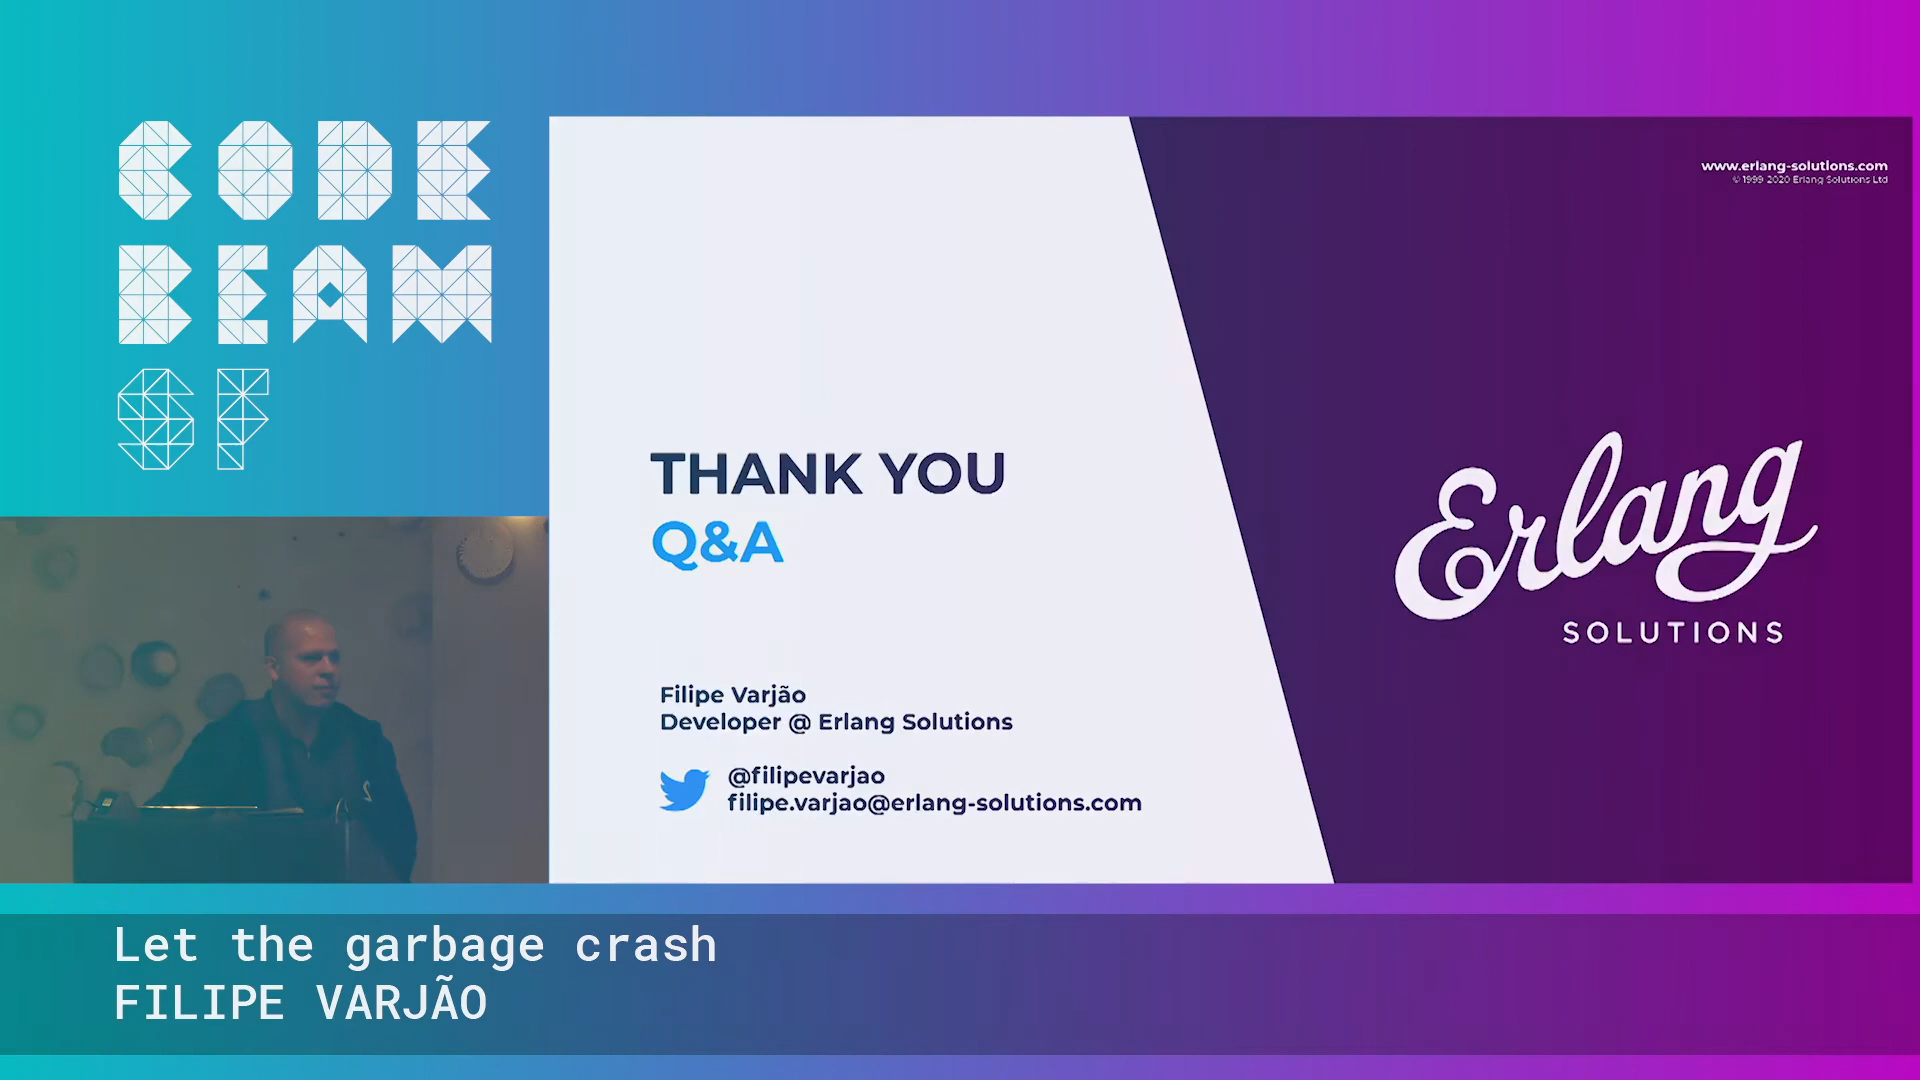 CODE
BEAM
SF
www.erlang-solutions.com
© 1999-2020 Erlang Solutions Ltd
THANK YOU
Q&A
Erlang
SOLUTIONS
Filipe Varjão
Developer @ Erlang Solutions
@filipevarjao
filipe.varjao@erlang-solutions.com
Let the garbage crash
FILIPE VARJÃO